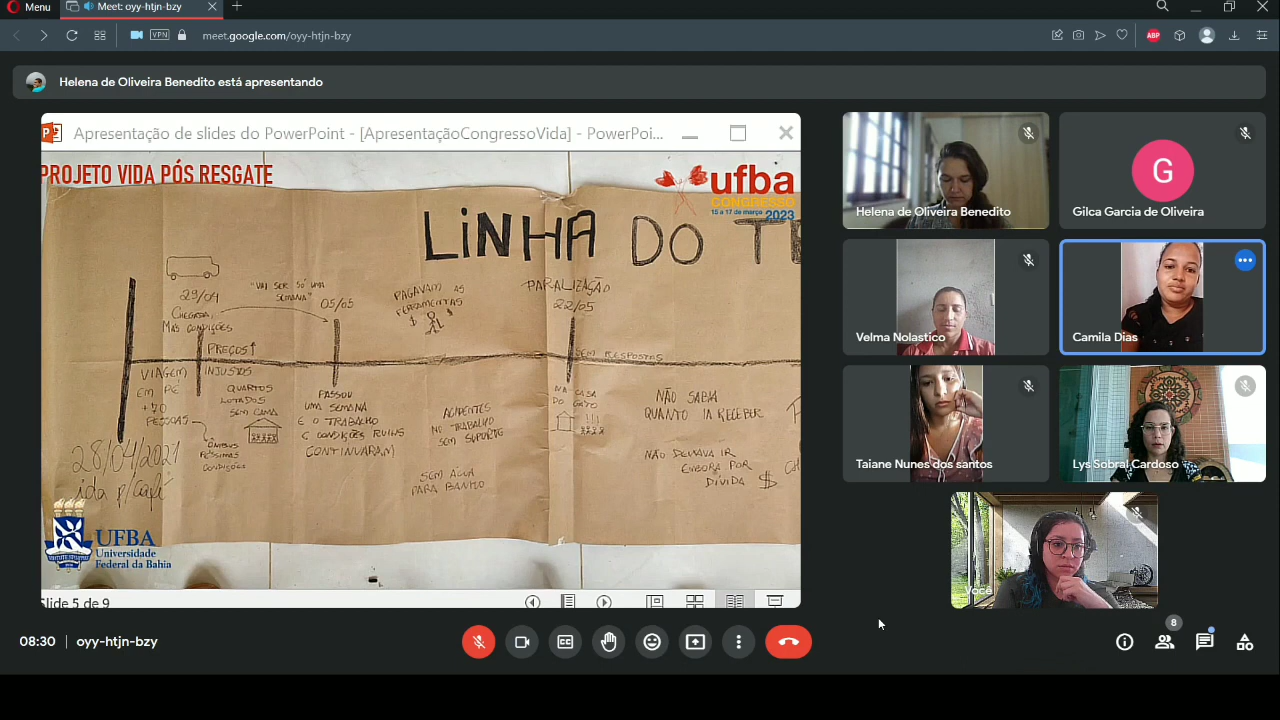 Menu
Meet: oyy-htjn-bzy
VPN
meet.google.com/oyy-htjn-bzy
ABP
Helena de Oliveira Benedito está apresentando
Apresentação de slides do PowerPoint - [ApresentaçãoCongressoVida] - PowerPoi...
PROJETO VIDA PÓS RESGATE
ufba
CONGRESSO
15 a 17 de março 2023
LINHA DO TE
29/04
CHEGADA,
MÁS CONDIÇÕES
"VAI SER SÓ UMA
SEMANA"
05/05
PAGAVAM AS
FERRAMENTAS
$ $
PARALIZAÇÃO
22/05
PREÇOS↑
INJUSTOS
SEM RESPOSTAS
VIAGEM
EM PÉ
+70
PESSOAS
ÔNIBUS
PÉSSIMAS
CONDIÇÕES
QUARTOS
LOTADOS
SEM CAMA
PASSOU
UMA SEMANA
E O TRABALHO
E CONDIÇÕES RUINS
CONTINUARAM
ACIDENTES
NO TRABALHO
SEM SUPORTE
SEM ÁGUA
PARA BANHO
NA CASA
DO GATO
NÃO SABIA
QUANTO IA RECEBER
NÃO DEIXAVA IR
EMBORA POR
DÍVIDA $
28/04/2021
ida p/café
UFBA
Universidade
Federal da Bahia
Slide 5 de 9
Helena de Oliveira Benedito
G
Gilca Garcia de Oliveira
Velma Nolastico
Camila Dias
Taiane Nunes dos santos
Lys Sobral Cardoso
Você
08:30 | oyy-htjn-bzy
8